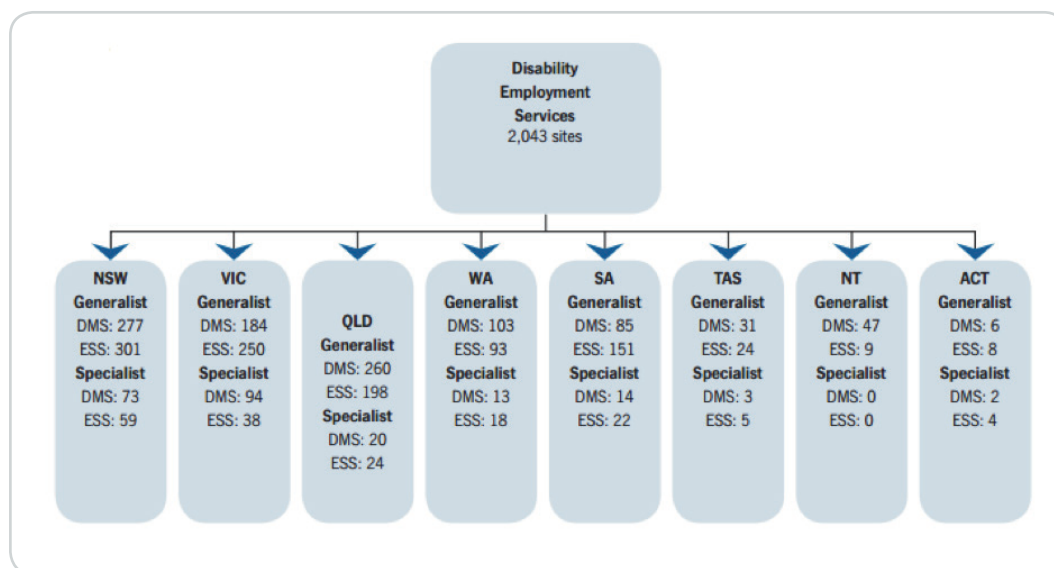 Disability
Employment
Services
2,043 sites
NSW
Generalist
DMS: 277
ESS: 301
Specialist
DMS: 73
ESS: 59
VIC
Generalist
DMS: 184
ESS: 250
Specialist
DMS: 94
ESS: 38
QLD
Generalist
DMS: 260
ESS: 198
Specialist
DMS: 20
ESS: 24
WA
Generalist
DMS: 103
ESS: 93
Specialist
DMS: 13
ESS: 18
SA
Generalist
DMS: 85
ESS: 151
Specialist
DMS: 14
ESS: 22
TAS
Generalist
DMS: 31
ESS: 24
Specialist
DMS: 3
ESS: 5
NT
Generalist
DMS: 47
ESS: 9
Specialist
DMS: 0
ESS: 0
ACT
Generalist
DMS: 6
ESS: 8
Specialist
DMS: 2
ESS: 4